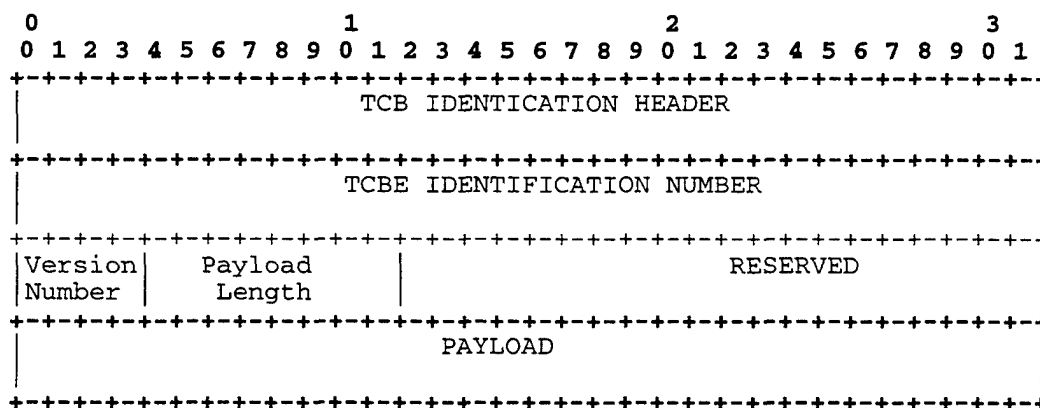 0 1 2 3
0 1 2 3 4 5 6 7 8 9 0 1 2 3 4 5 6 7 8 9 0 1 2 3 4 5 6 7 8 9 0 1
+-+-+-+-+-+-+-+-+-+-+-+-+-+-+-+-+-+-+-+-+-+-+-+-+-+-+-+-+-+-+-+-+
TCB IDENTICATION HEADER
+-+-+-+-+-+-+-+-+-+-+-+-+-+-+-+-+-+-+-+-+-+-+-+-+-+-+-+-+-+-+-+-+
TCBE IDENTIFICATION NUMBER
+-+-+-+-+-+-+-+-+-+-+-+-+-+-+-+-+-+-+-+-+-+-+-+-+-+-+-+-+-+-+-+-+
|Version| Payload | RESERVED
|Number | Length |
+-+-+-+-+-+-+-+-+-+-+-+-+-+-+-+-+-+-+-+-+-+-+-+-+-+-+-+-+-+-+-+-+
PAYLOAD
+-+-+-+-+-+-+-+-+-+-+-+-+-+-+-+-+-+-+-+-+-+-+-+-+-+-+-+-+-+-+-+-+